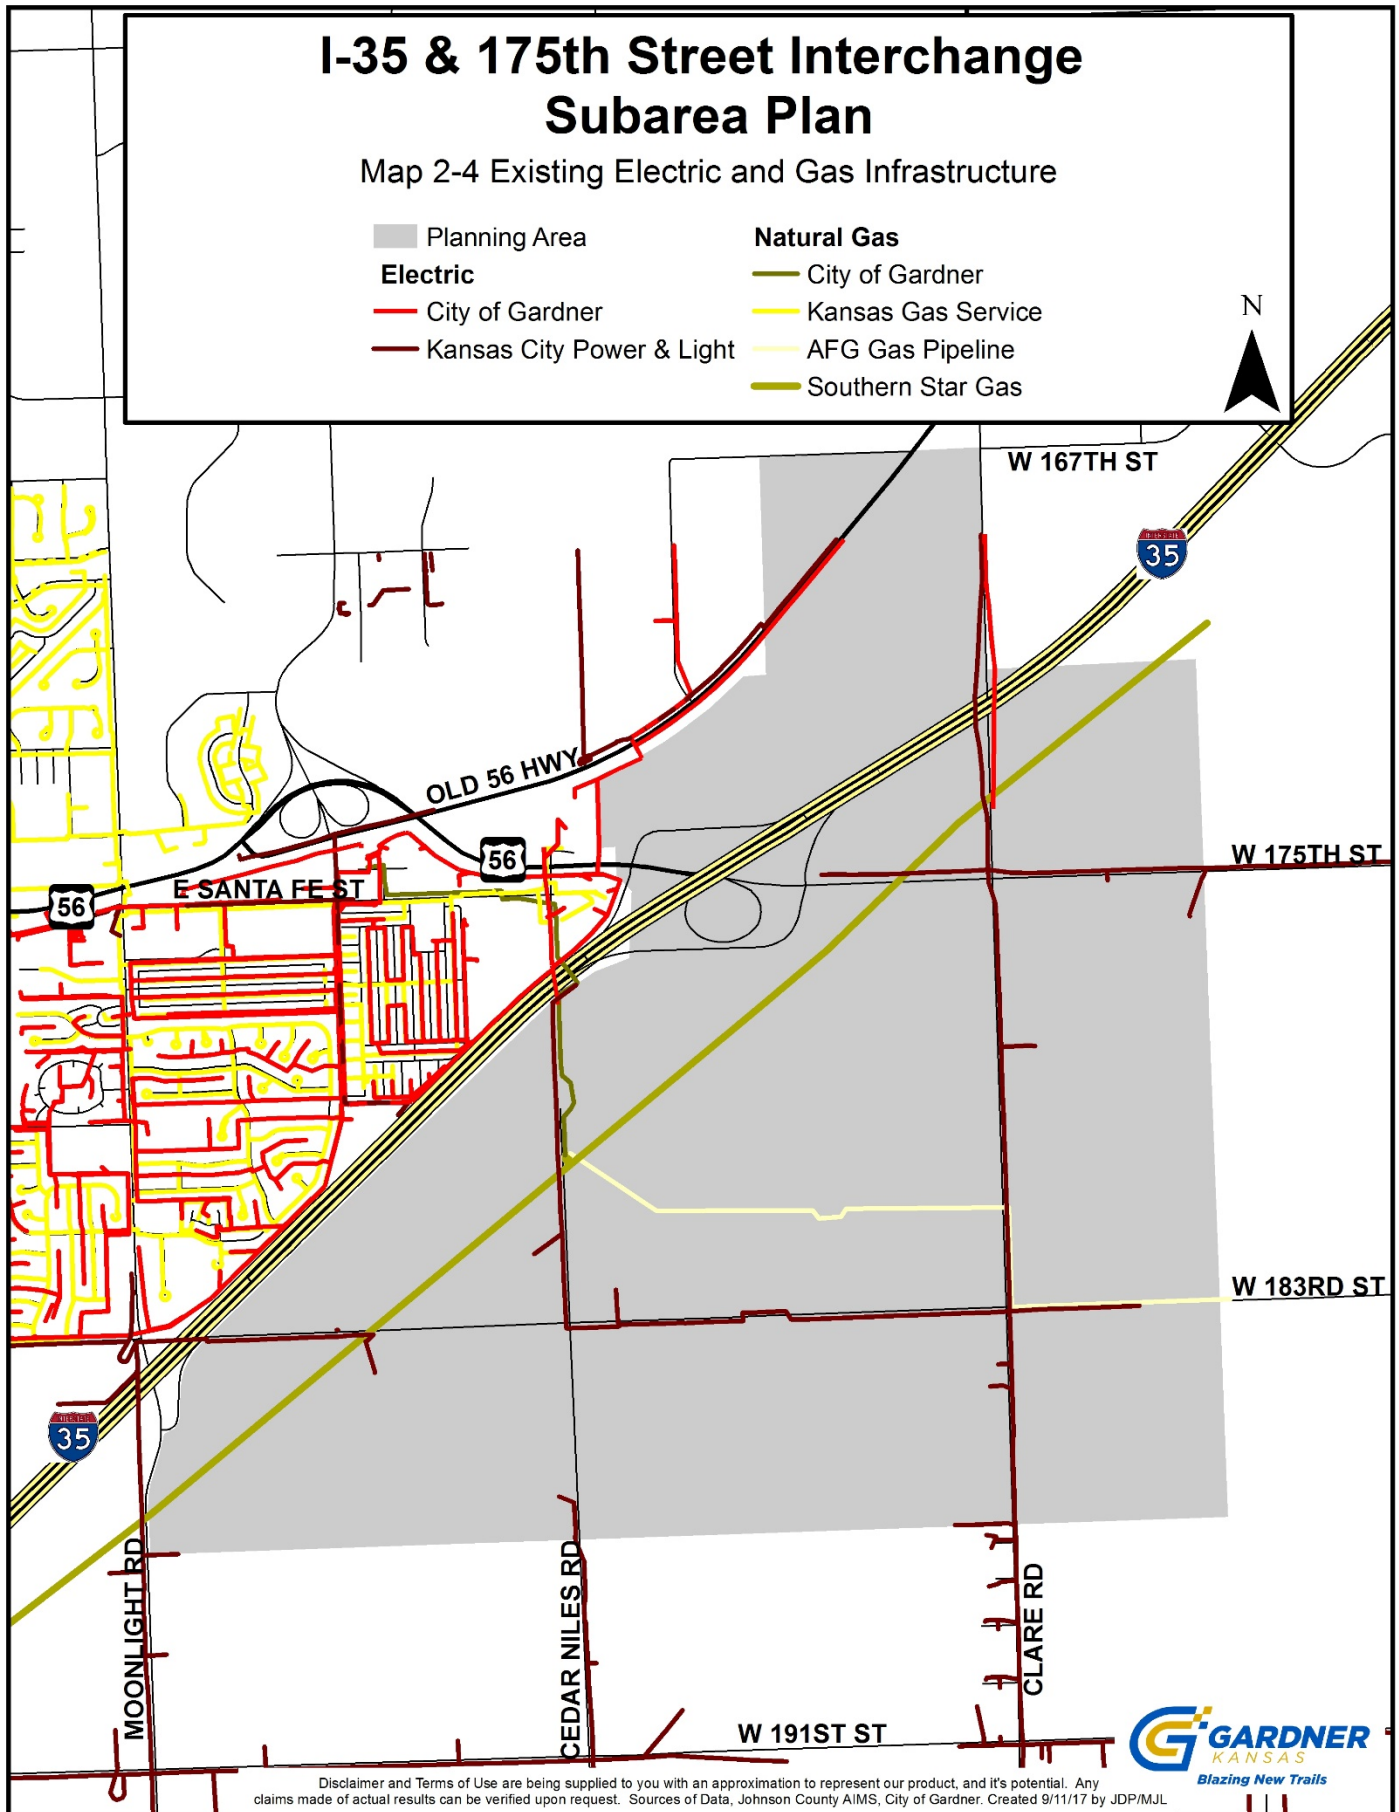 I-35 & 175th Street Interchange
Subarea Plan
Map 2-4 Existing Electric and Gas Infrastructure
Planning Area
Electric
City of Gardner
Kansas City Power & Light
Natural Gas
City of Gardner
Kansas Gas Service
AFG Gas Pipeline
Southern Star Gas
N
W 167TH ST
INTERSTATE
35
OLD 56 HWY
56
W 175TH ST
E SANTA FE ST
56
W 183RD ST
INTERSTATE
35
MOONLIGHT RD
CEDAR NILES RD
CLARE RD
W 191ST ST
G GARDNER
KANSAS
Blazing New Trails
Disclaimer and Terms of Use are being supplied to you with an approximation to represent our product, and it's potential. Any
claims made of actual results can be verified upon request. Sources of Data, Johnson County AIMS, City of Gardner. Created 9/11/17 by JDP/MJL